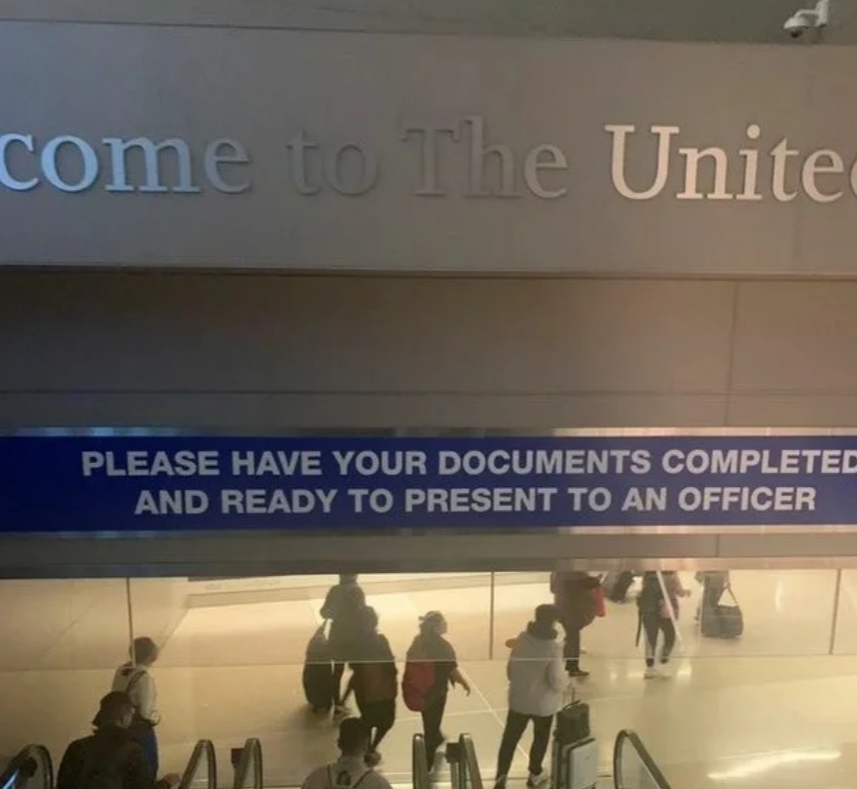 come to The Unite
PLEASE HAVE YOUR DOCUMENTS COMPLETED
AND READY TO PRESENT TO AN OFFICER